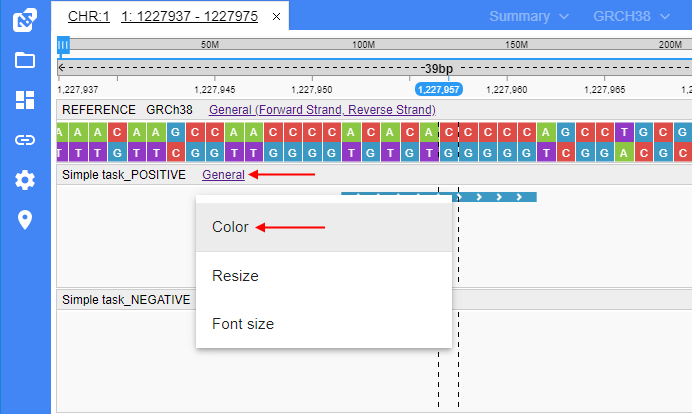 CHR:1 1: 1227937 - 1227975 × Summary GRCH38
50M 100M 150M 200M
39bp
1,227,937 1,227,945 1,227,950 1,227,957 1,227,960 1,227,965 1,
REFERENCE GRCh38 General (Forward Strand, Reverse Strand)
A A A C A A G C C A A C C C C A C A C A C C C C C A G C C T G C G
T T T G T T C G G T T G G G G T G T G T G G G G G T C G G A C G C
Simple task_POSITIVE General
Color
Resize
Simple task_NEGATIVE
Font size